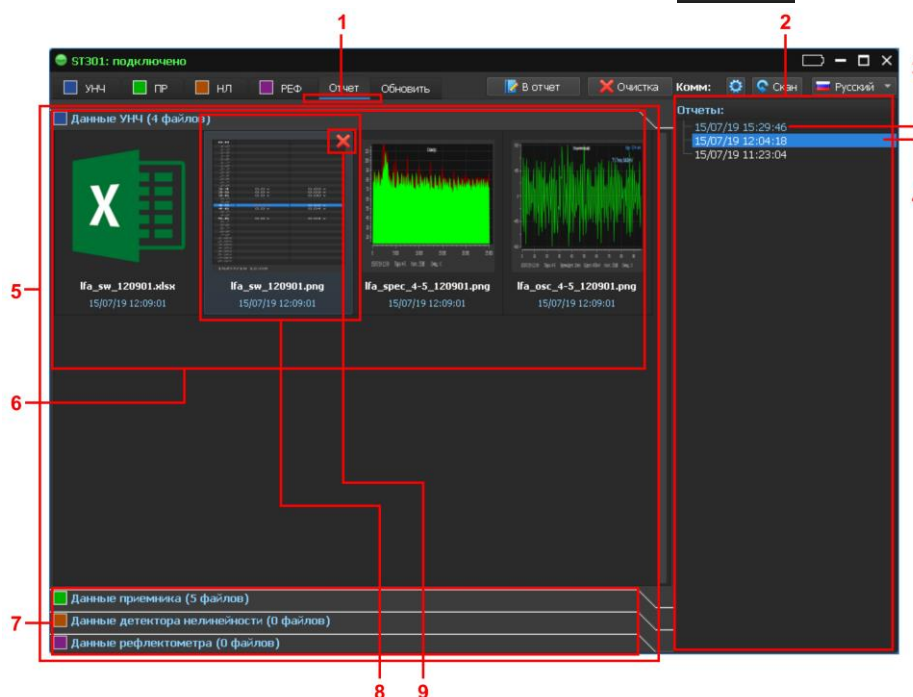 1
2
ST301: подключено
УНЧ ПР НЛ РЕФ Отчет Обновить В отчет Очистка Комм: Скан Русский
Данные УНЧ (4 файлов)
Отчеты:
15/07/19 15:29:46
15/07/19 12:04:18
15/07/19 11:23:04
X
lfa_sw_120901.xlsx lfa_sw_120901.png lfa_spec_4-5_120901.png lfa_osc_4-5_120901.png
15/07/19 12:09:01 15/07/19 12:09:01 15/07/19 12:09:01 15/07/19 12:09:01
5
6
Данные приемника (5 файлов)
7
Данные детектора нелинейности (0 файлов)
Данные рефлектометра (0 файлов)
8 9